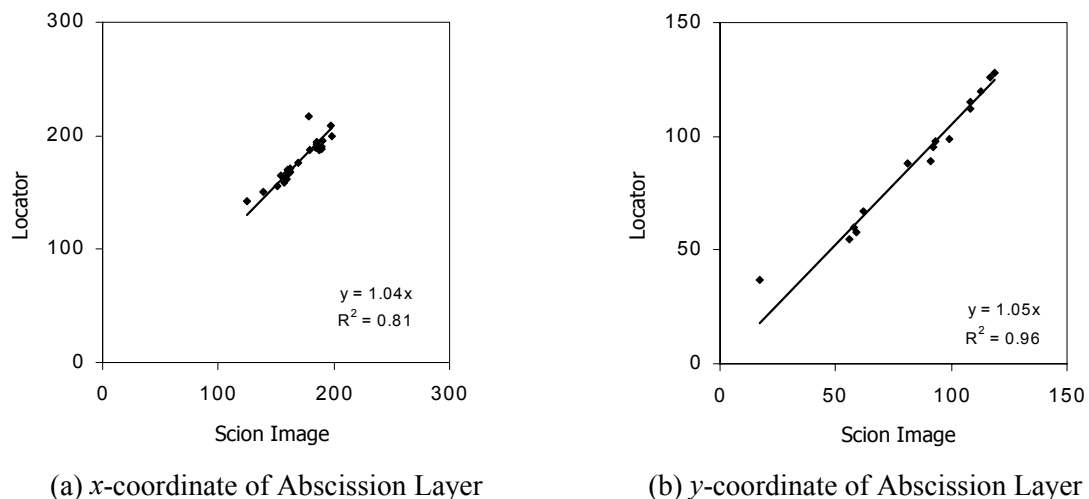 300
200
100
0
Locator
y = 1.04x
R² = 0.81
0 100 200 300
Scion Image
(a) x-coordinate of Abscission Layer
150
100
50
0
Locator
y = 1.05x
R² = 0.96
0 50 100 150
Scion Image
(b) y-coordinate of Abscission Layer